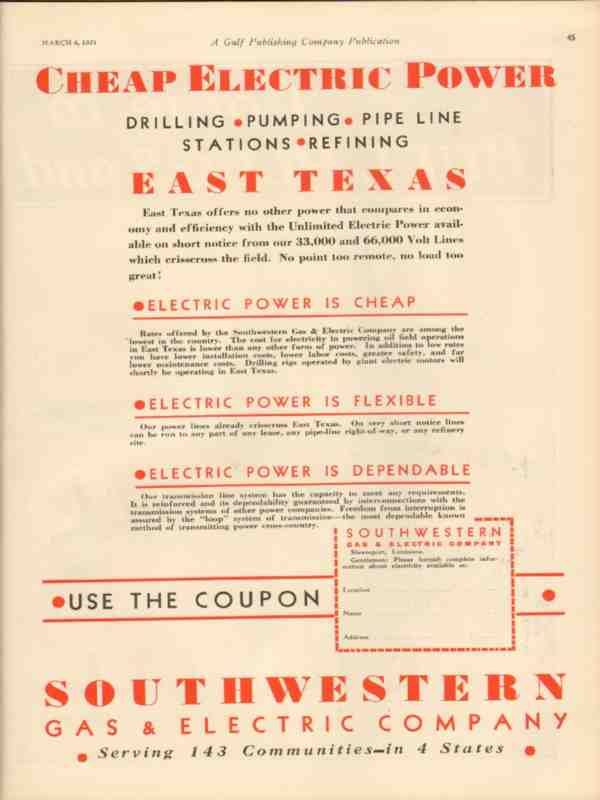 MARCH 6, 1931
A Gulf Publishing Company Publication
45
CHEAP ELECTRIC POWER
DRILLING • PUMPING • PIPE LINE
STATIONS • REFINING
EAST TEXAS
East Texas offers no other power that compares in econ-
omy and efficiency with the Unlimited Electric Power avail-
able on short notice from our 33,000 and 66,000 Volt Lines
which crisscross the field. No point too remote, no load too
great!
• ELECTRIC POWER IS CHEAP
Rates offered by the Southwestern Gas & Electric Company are among the
lowest in the country. The cost for electricity in powering oil field operations
in East Texas is lower than any other form of power. In addition to low rates
you have lower installation costs, lower labor costs, greater safety, and far
lower maintenance costs. Drilling rigs operated by giant electric motors will
shortly be operating in East Texas.
• ELECTRIC POWER IS FLEXIBLE
Our power lines already crisscross East Texas. On very short notice lines
can be run to any part of any lease, any pipe-line right-of-way, or any refinery
site.
• ELECTRIC POWER IS DEPENDABLE
Our transmission line system has the capacity to meet any requirements.
It is reinforced and its dependability guaranteed by interconnections with the
transmission systems of other power companies. Freedom from interruption is
assured by the "loop" system of transmission—the most dependable known
method of transmitting power cross-country.
SOUTHWESTERN
GAS & ELECTRIC COMPANY
Shreveport, Louisiana.
Gentlemen: Please furnish complete infor-
mation about electricity available at:
Location
Name
Address
• USE THE COUPON •
SOUTHWESTERN
GAS & ELECTRIC COMPANY
• Serving 143 Communities—in 4 States •